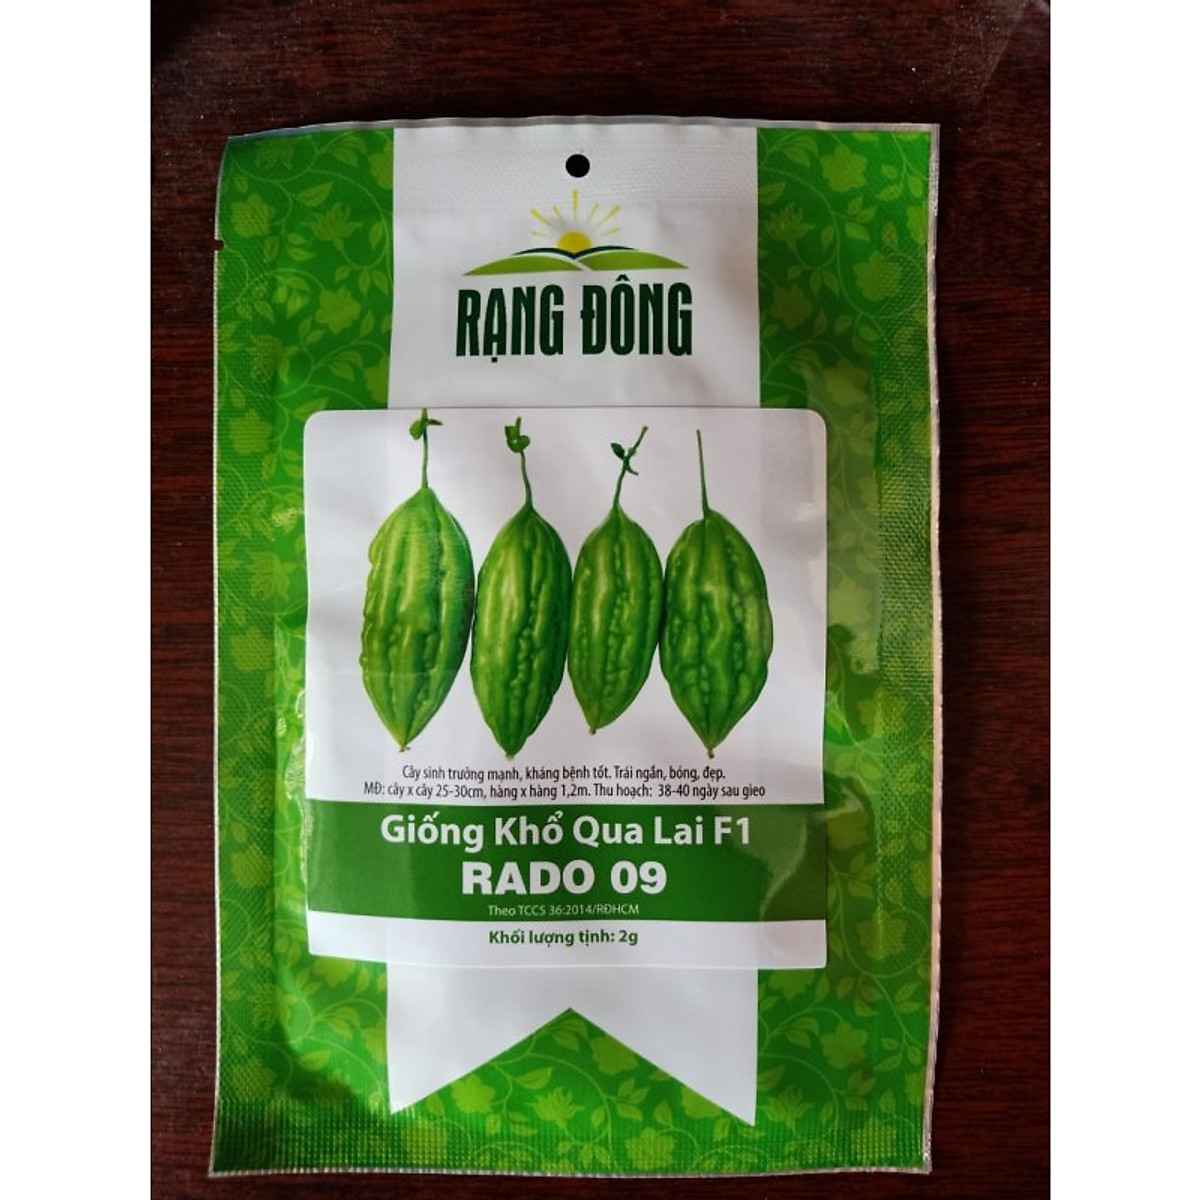 RẠNG ĐÔNG
Cây sinh trưởng mạnh, kháng bệnh tốt. Trái ngắn, bóng, đẹp.
MĐ: cây x cây 25-30cm, hàng x hàng 1,2m. Thu hoạch: 38-40 ngày sau gieo
Giống Khổ Qua Lai F1
RADO 09
Theo TCCS 36:2014/RĐHCM
Khối lượng tịnh: 2g